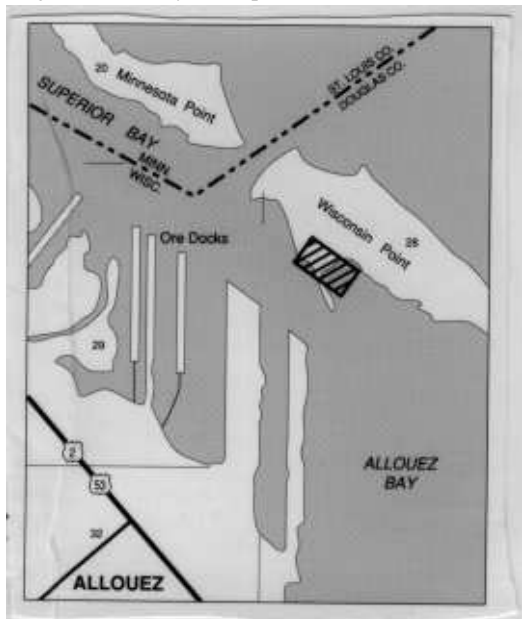 20
Minnesota Point
ST. LOUIS CO.
DOUGLAS CO.
SUPERIOR BAY
MINN.
WISC.
Ore Docks
Wisconsin Point
28
29
2
53
ALLOUEZ
BAY
32
ALLOUEZ